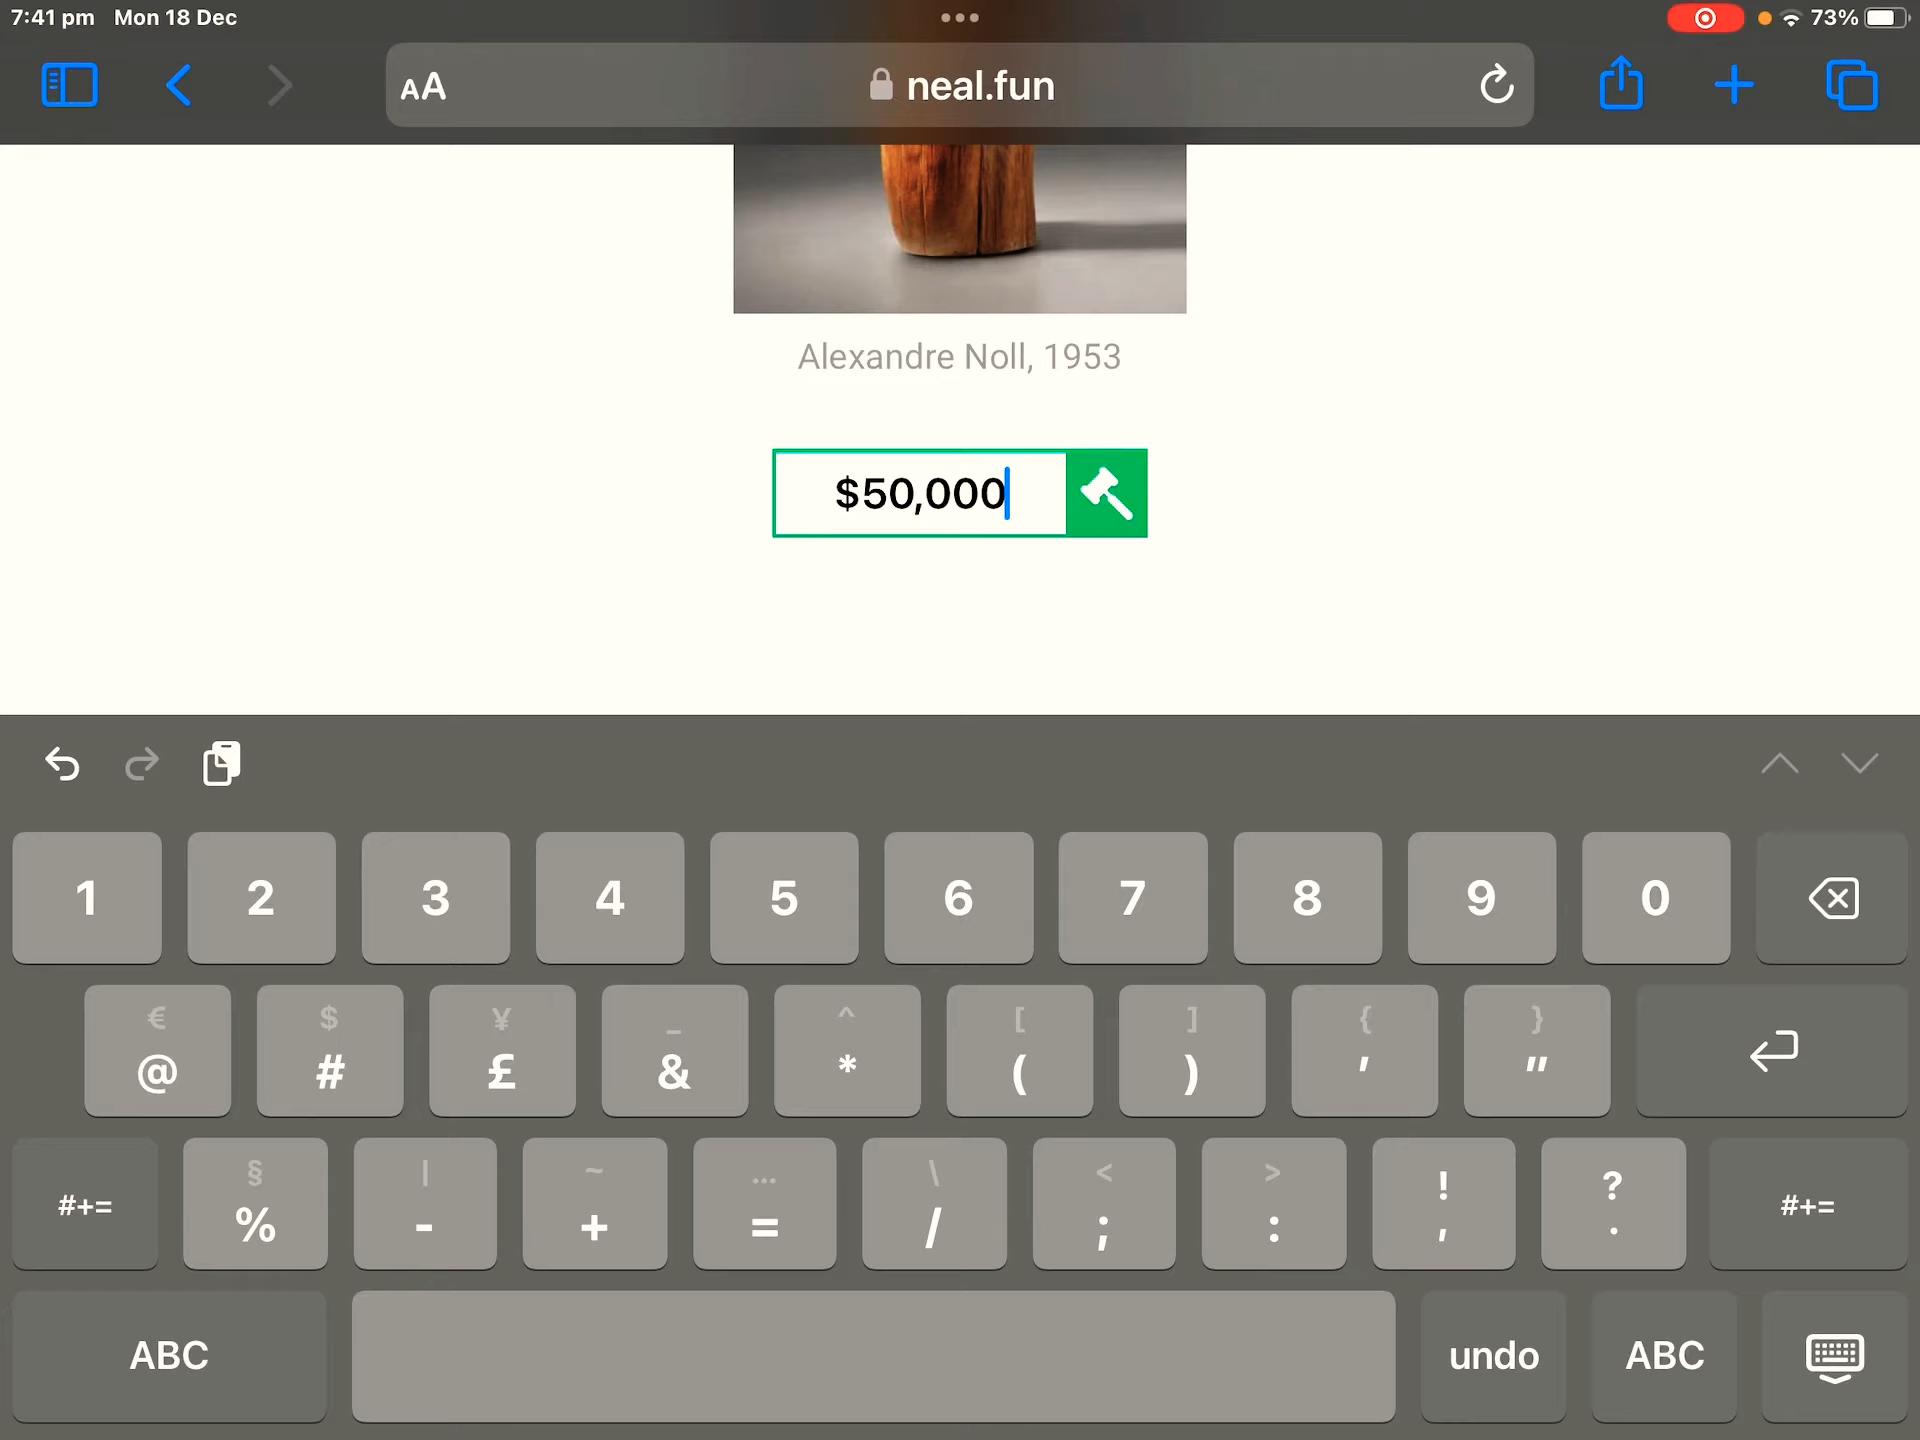 7:41 pm Mon 18 Dec
73%
AA
neal.fun
Alexandre Noll, 1953
$50,000
1 2 3 4 5 6 7 8 9 0
€ $ ¥ _ ^ [ ] { }
@ # £ & * ( ) ' "
§ | ~ … \ < > ! ?
#+= % - + = / ; : , . #+=
ABC undo ABC